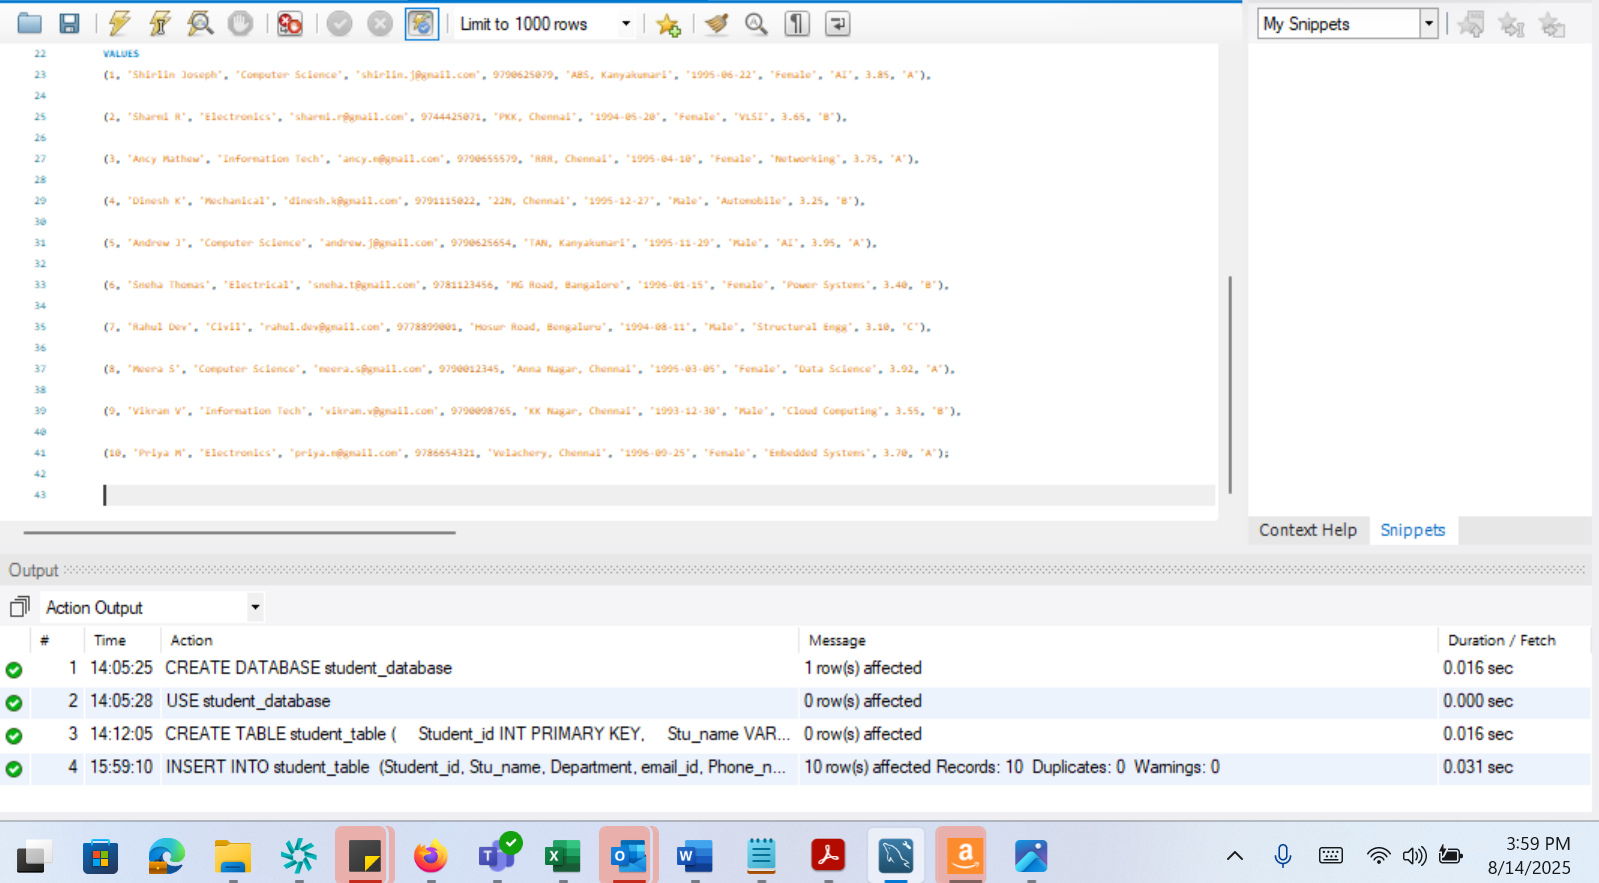 Limit to 1000 rows
My Snippets
22 VALUES
23 (1, 'Shirlin Joseph', 'Computer Science', 'shirlin.j@gmail.com', 9790625079, 'ABS, Kanyakumari', '1995-06-22', 'Female', 'AI', 3.85, 'A'),
24
25 (2, 'Sharmi R', 'Electronics', 'sharmi.r@gmail.com', 9744425071, 'PKK, Chennai', '1994-05-20', 'Female', 'VLSI', 3.65, 'B'),
26
27 (3, 'Ancy Mathew', 'Information Tech', 'ancy.m@gmail.com', 9790655579, 'RRR, Chennai', '1995-04-10', 'Female', 'Networking', 3.75, 'A'),
28
29 (4, 'Dinesh K', 'Mechanical', 'dinesh.k@gmail.com', 9791115022, '22N, Chennai', '1995-12-27', 'Male', 'Automobile', 3.25, 'B'),
30
31 (5, 'Andrew J', 'Computer Science', 'andrew.j@gmail.com', 9790625654, 'TAN, Kanyakumari', '1995-11-29', 'Male', 'AI', 3.95, 'A'),
32
33 (6, 'Sneha Thomas', 'Electrical', 'sneha.t@gmail.com', 9781123456, 'MG Road, Bangalore', '1996-01-15', 'Female', 'Power Systems', 3.40, 'B'),
34
35 (7, 'Rahul Dev', 'Civil', 'rahul.dev@gmail.com', 9778899001, 'Hosur Road, Bengaluru', '1994-08-11', 'Male', 'Structural Engg', 3.10, 'C'),
36
37 (8, 'Meera S', 'Computer Science', 'meera.s@gmail.com', 9790012345, 'Anna Nagar, Chennai', '1995-03-05', 'Female', 'Data Science', 3.92, 'A'),
38
39 (9, 'Vikram V', 'Information Tech', 'vikram.v@gmail.com', 9790098765, 'KK Nagar, Chennai', '1993-12-30', 'Male', 'Cloud Computing', 3.55, 'B'),
40
41 (10, 'Priya M', 'Electronics', 'priya.m@gmail.com', 9786654321, 'Velachery, Chennai', '1996-09-25', 'Female', 'Embedded Systems', 3.70, 'A');
42
43
Context Help Snippets
Output
Action Output
# Time Action Message Duration / Fetch
1 14:05:25 CREATE DATABASE student_database 1 row(s) affected 0.016 sec
2 14:05:28 USE student_database 0 row(s) affected 0.000 sec
3 14:12:05 CREATE TABLE student_table ( Student_id INT PRIMARY KEY, Stu_name VAR... 0 row(s) affected 0.016 sec
4 15:59:10 INSERT INTO student_table (Student_id, Stu_name, Department, email_id, Phone_n... 10 row(s) affected Records: 10 Duplicates: 0 Warnings: 0 0.031 sec
3:59 PM
8/14/2025